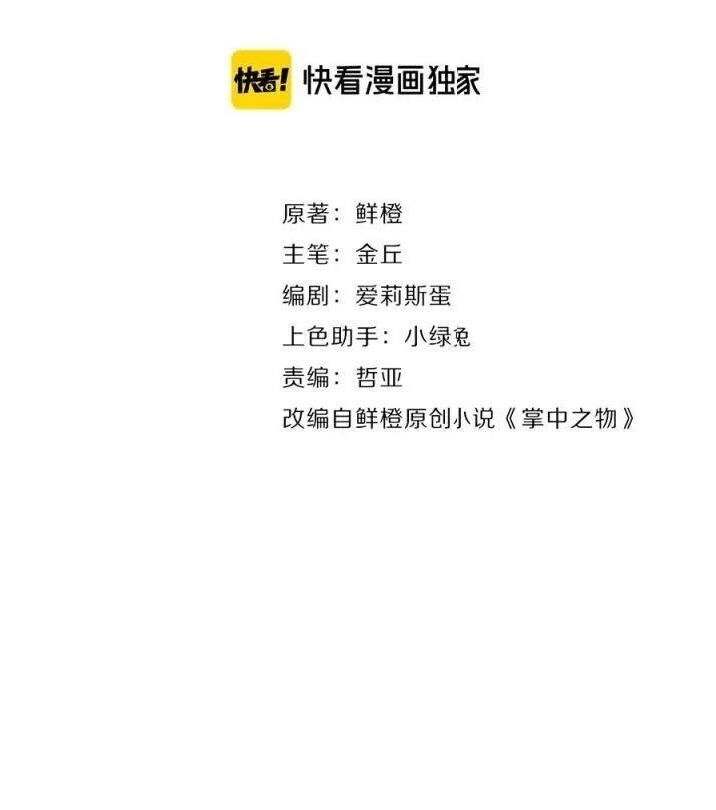 快看! 快看漫画独家
原著：鲜橙
主笔：金丘
编剧：爱莉斯蛋
上色助手：小绿兔
责编：哲亚
改编自鲜橙原创小说《掌中之物》